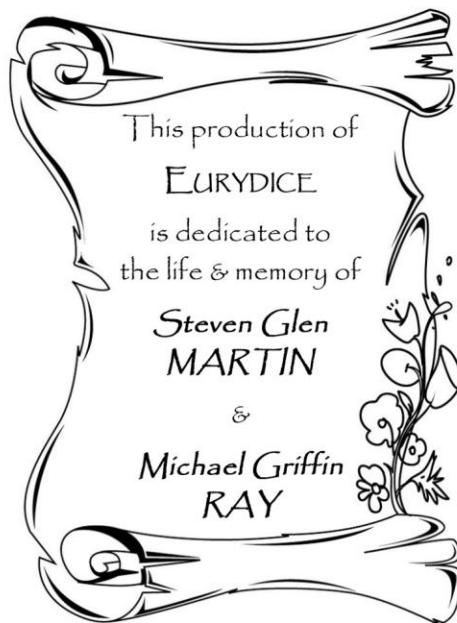 This production of
EURYDICE
is dedicated to
the life & memory of
Steven Glen
MARTIN
&
Michael Griffin
RAY